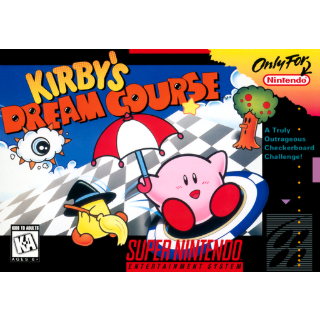 KIRBY'S
DREAM COURSE
Only For
Nintendo
A Truly
Outrageous
Checkerboard
Challenge!
KIDS TO ADULTS
KA
AGES 6+
SUPER NINTENDO
ENTERTAINMENT SYSTEM